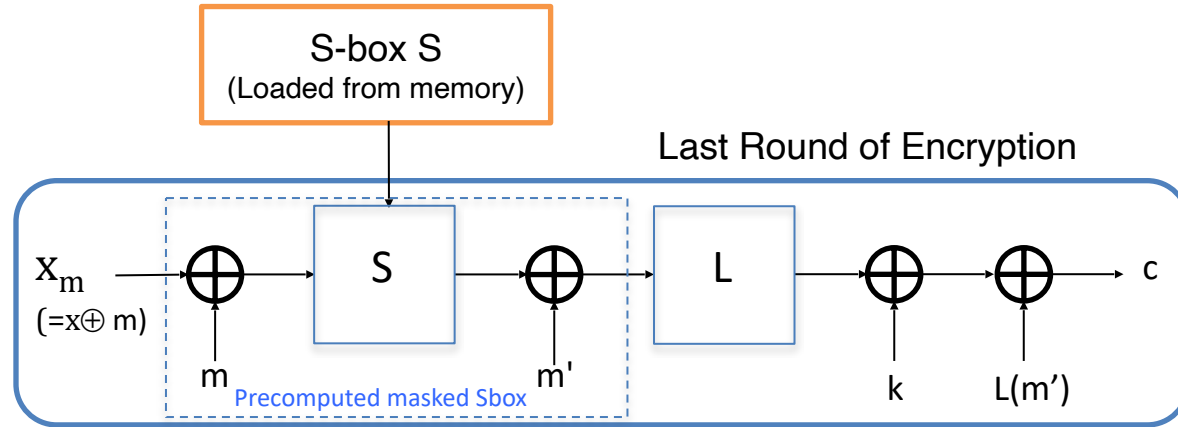 S-box S
(Loaded from memory)
Last Round of Encryption
xₘ
(=x⊕ m)
S
L
c
m
m'
k
L(m’)
Precomputed masked Sbox